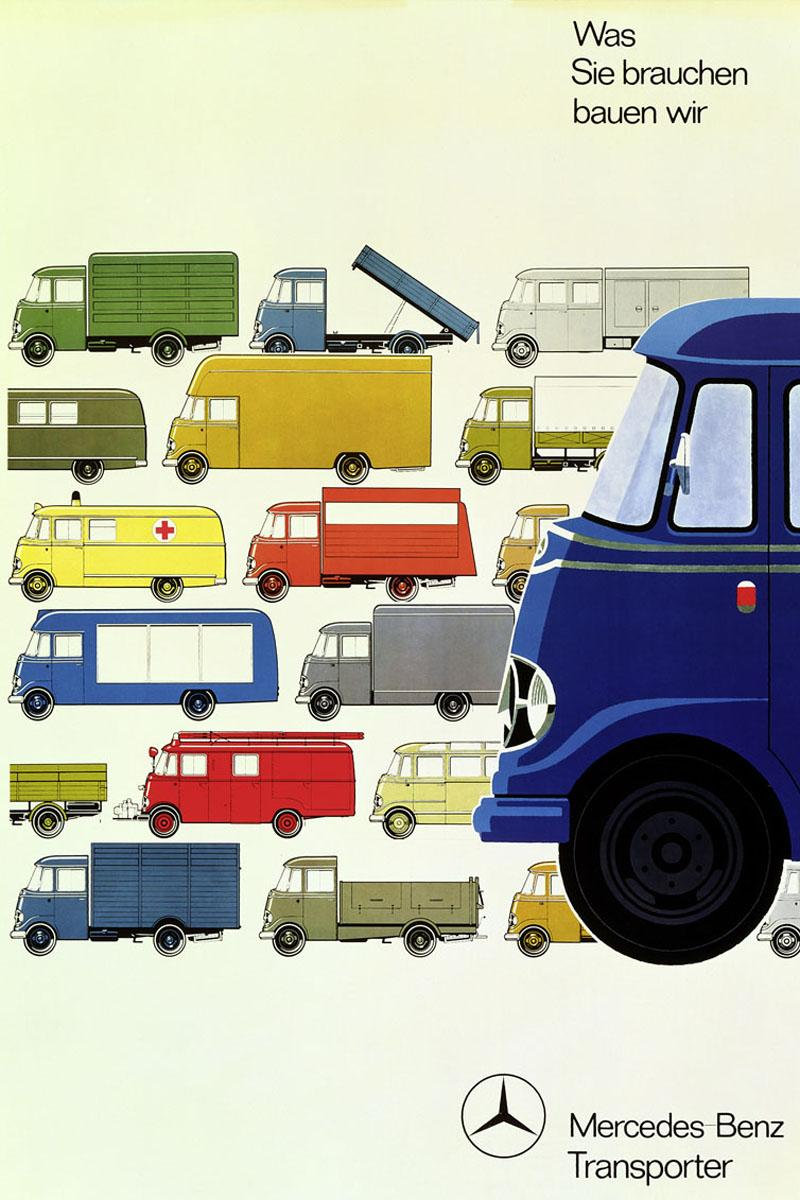 Was
Sie brauchen
bauen wir
Mercedes-Benz
Transporter